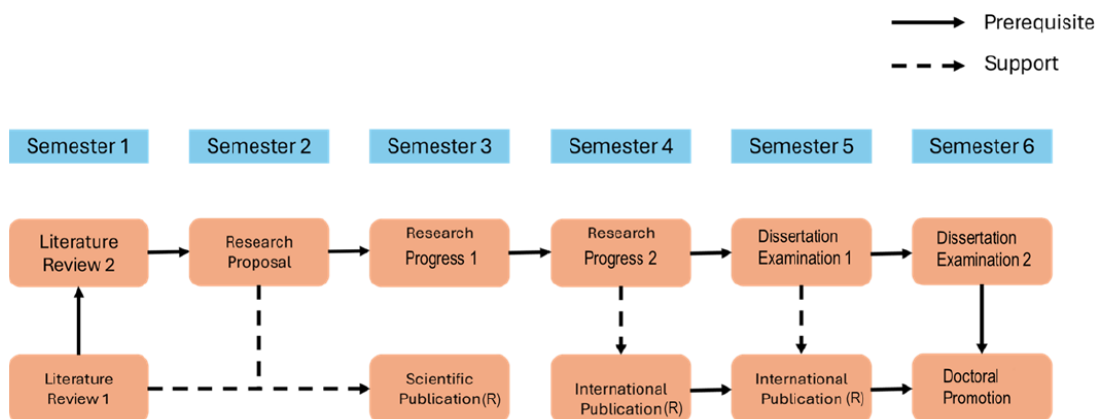 Prerequisite
Support
Semester 1
Semester 2
Semester 3
Semester 4
Semester 5
Semester 6
Literature
Review 2
Research
Proposal
Research
Progress 1
Research
Progress 2
Dissertation
Examination 1
Dissertation
Examination 2
Literature
Review 1
Scientific
Publication(R)
International
Publication(R)
International
Publication (R)
Doctoral
Promotion